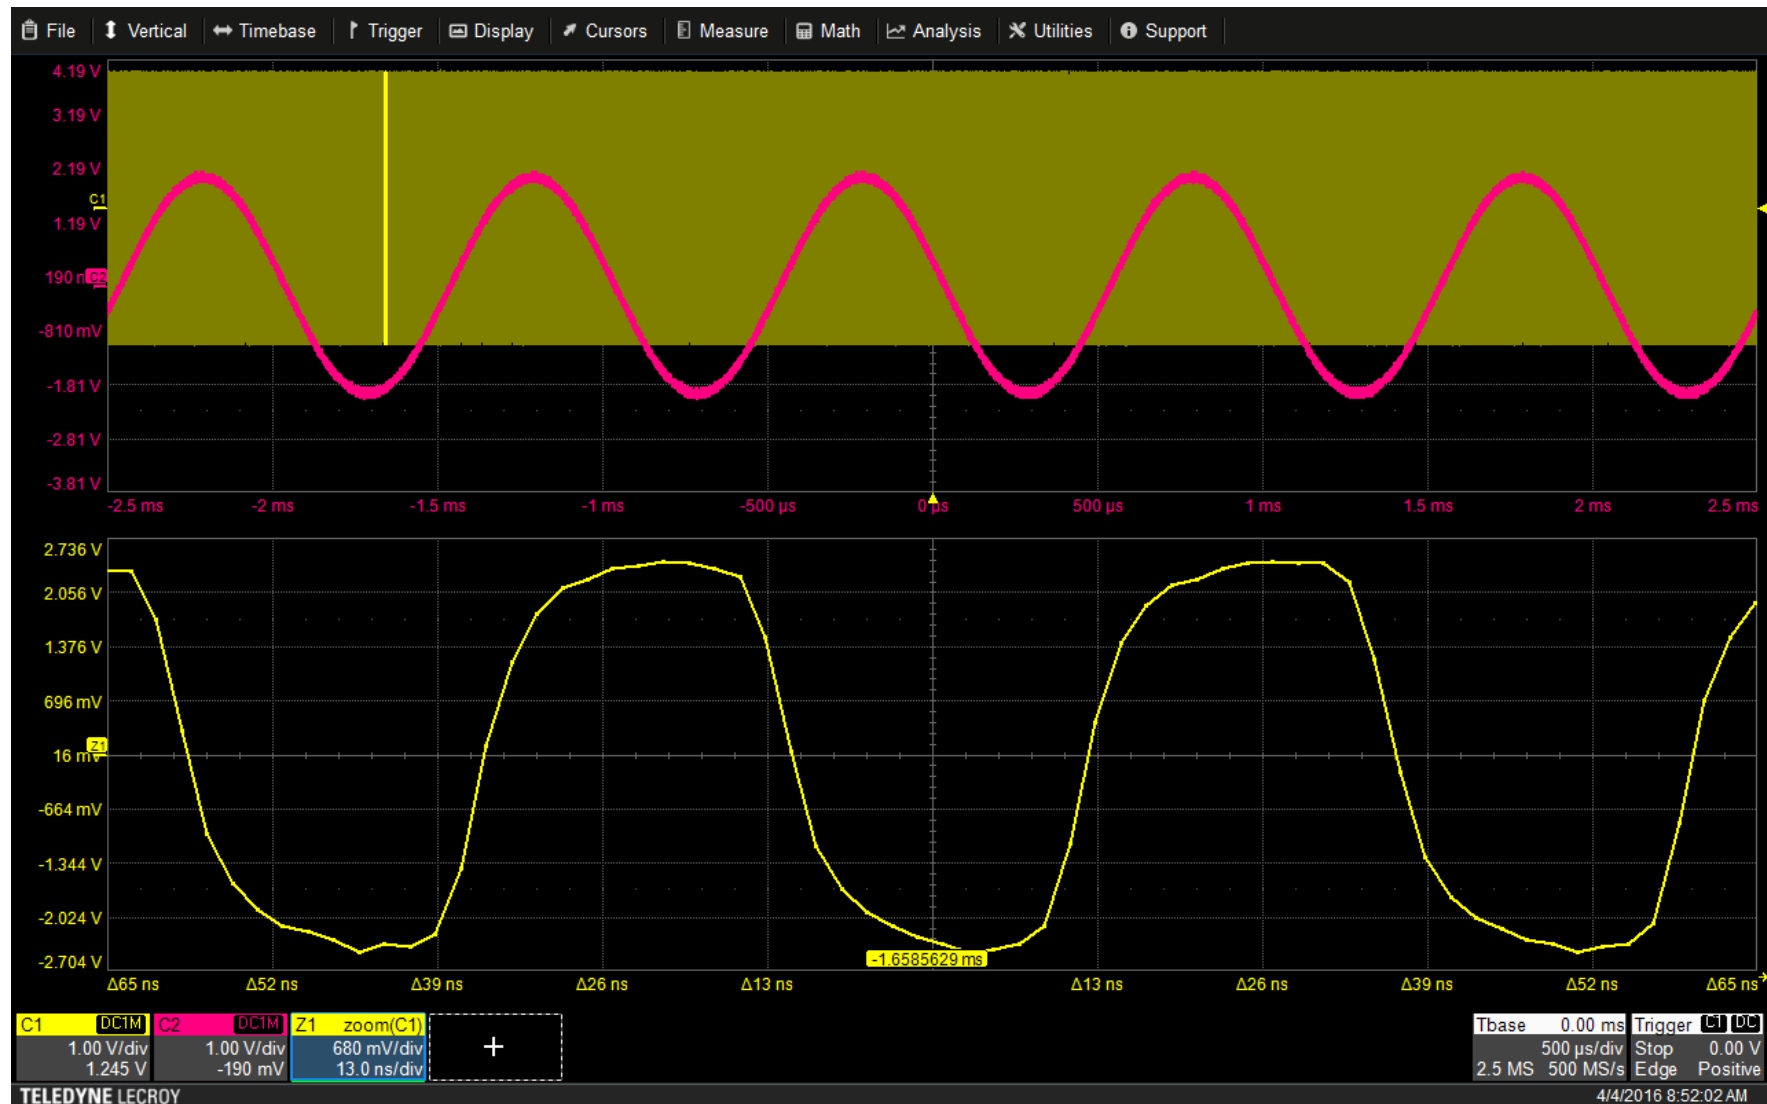 File Vertical Timebase Trigger Display Cursors Measure Math Analysis Utilities Support
4.19 V
3.19 V
2.19 V
C1
1.19 V
190 C2
-810 mV
-1.81 V
-2.81 V
-3.81 V
-2.5 ms -2 ms -1.5 ms -1 ms -500 µs 0 µs 500 µs 1 ms 1.5 ms 2 ms 2.5 ms
2.736 V
2.056 V
1.376 V
696 mV
Z1
16 mV
-664 mV
-1.344 V
-2.024 V
-2.704 V
-1.6585629 ms
Δ65 ns Δ52 ns Δ39 ns Δ26 ns Δ13 ns Δ13 ns Δ26 ns Δ39 ns Δ52 ns Δ65 ns
C1 DC1M C2 DC1M Z1 zoom(C1) Tbase 0.00 ms Trigger C1 DC
1.00 V/div 1.00 V/div 680 mV/div + 500 µs/div Stop 0.00 V
1.245 V -190 mV 13.0 ns/div 2.5 MS 500 MS/s Edge Positive
TELEDYNE LECROY 4/4/2016 8:52:02 AM